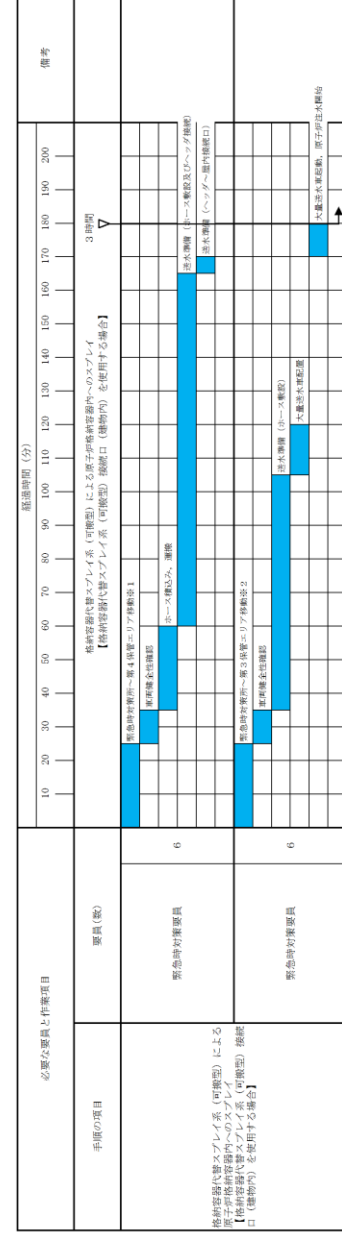 必要な要員と作業項目
経過時間（分）
備考
手順の項目
要員(数)
10 20 30 40 50 60 70 80 90 100 110 120 130 140 150 160 170 180 190 200
格納容器代替スプレイ系（可搬型）による原子炉格納容器内へのスプレイ
【格納容器代替スプレイ系（可搬型）接続口（建物内）を使用する場合】
3時間
格納容器代替スプレイ系（可搬型）による
原子炉格納容器内へのスプレイ
【格納容器代替スプレイ系（可搬型）接続
口（建物内）を使用する場合】
緊急時対策要員
6
緊急時対策所～第4保管エリア移動※1
車両健全性確認
ホース積込み、運搬
送水準備（ホース敷設及びヘッダ接続）
送水準備（ヘッダ～屋内接続口）
緊急時対策要員
6
緊急時対策所～第3保管エリア移動※2
車両健全性確認
送水準備（ホース敷設）
大量送水車配置
大量送水車起動、原子炉注水開始